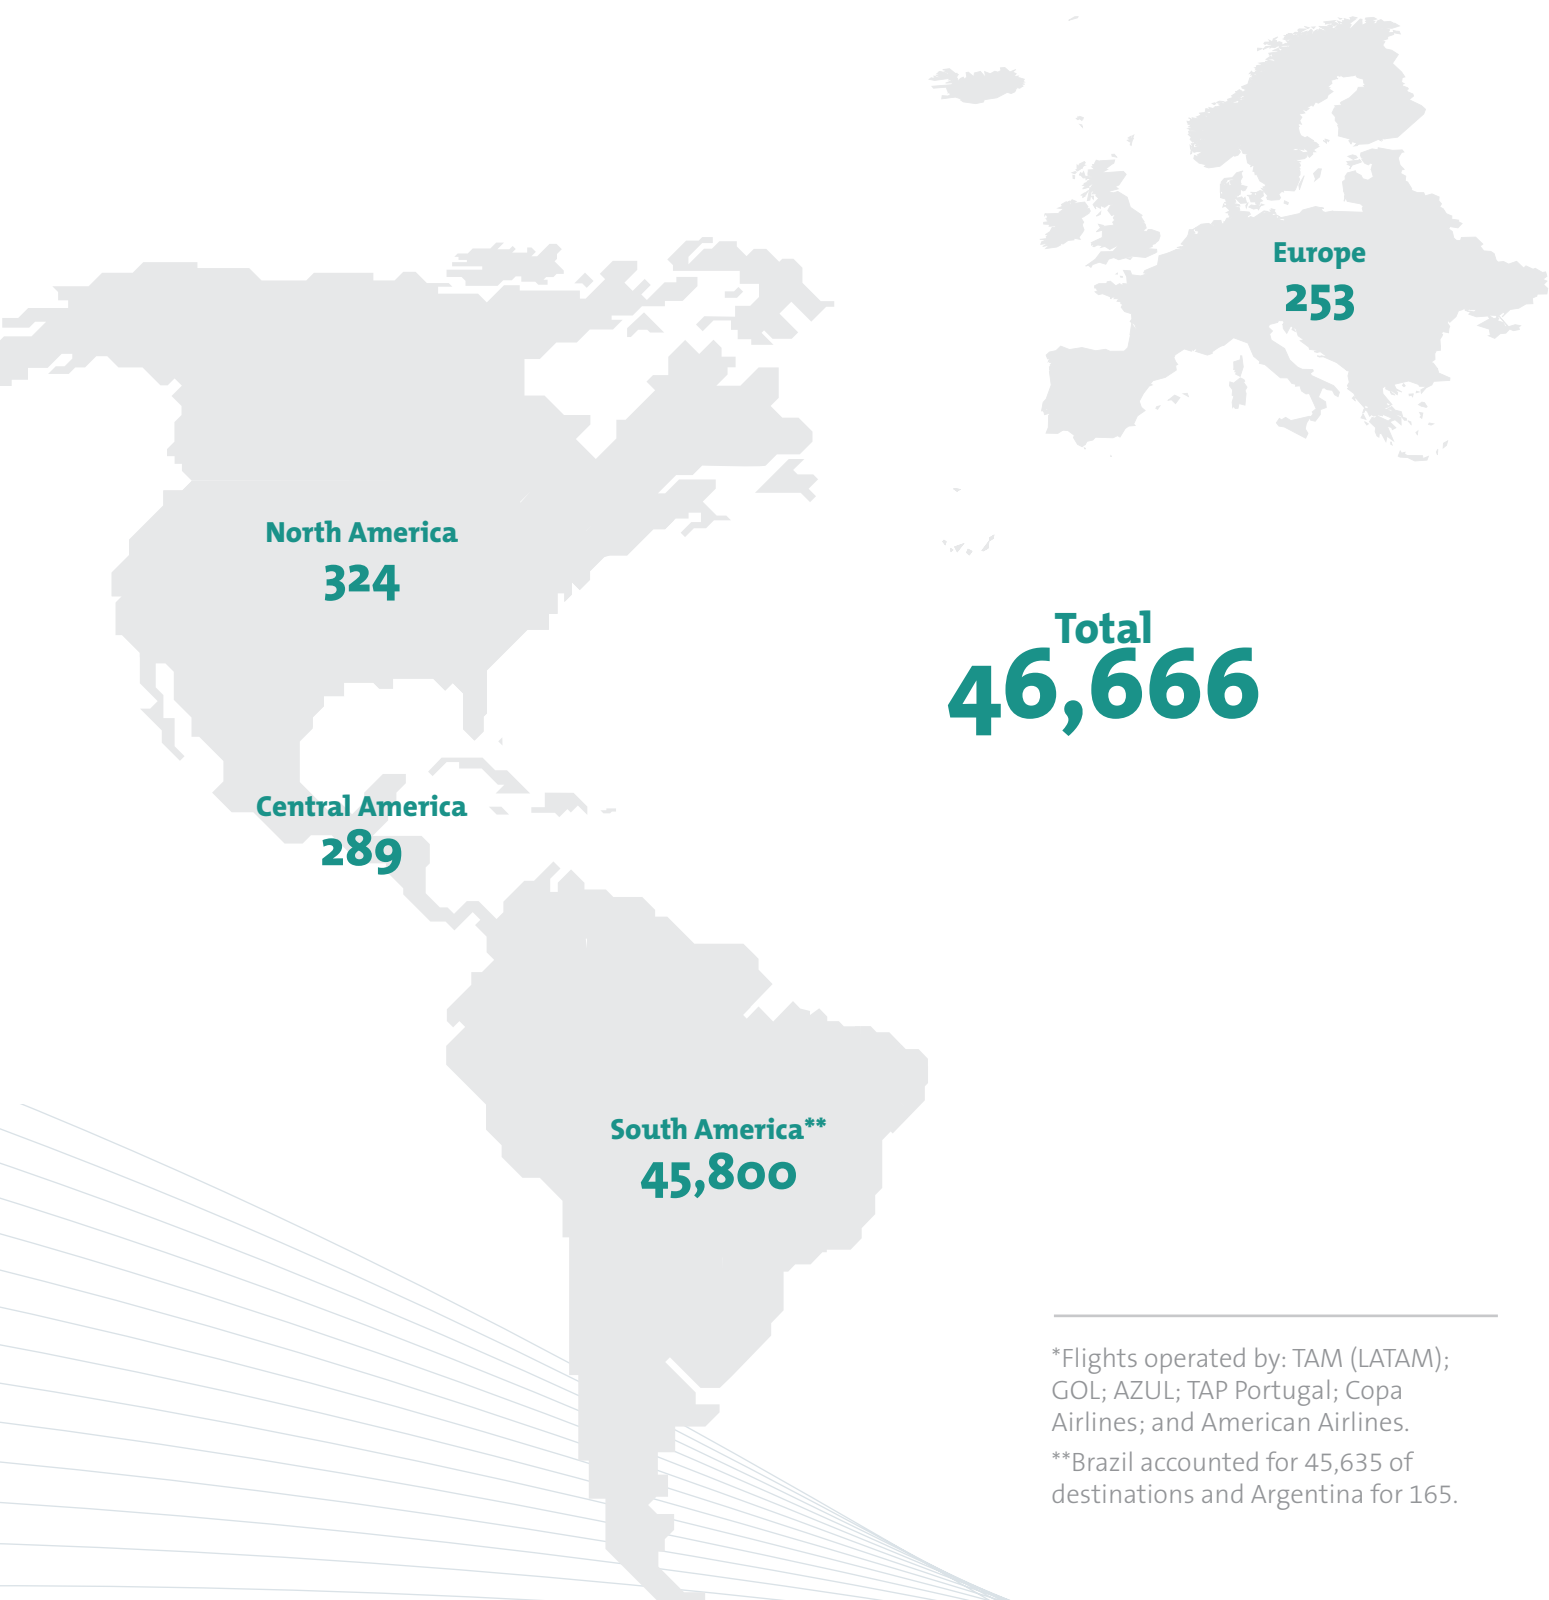 Europe
253
North America
324
Total
46,666
Central America
289
South America**
45,800
*Flights operated by: TAM (LATAM);
GOL; AZUL; TAP Portugal; Copa
Airlines; and American Airlines.
**Brazil accounted for 45,635 of
destinations and Argentina for 165.